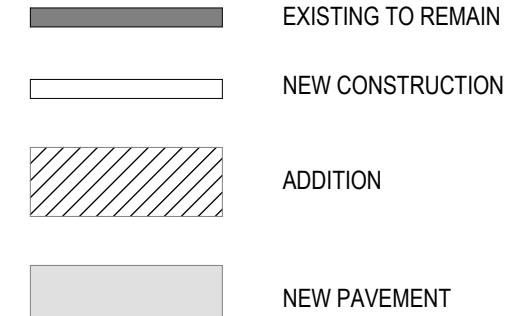 EXISTING TO REMAIN
NEW CONSTRUCTION
ADDITION
NEW PAVEMENT